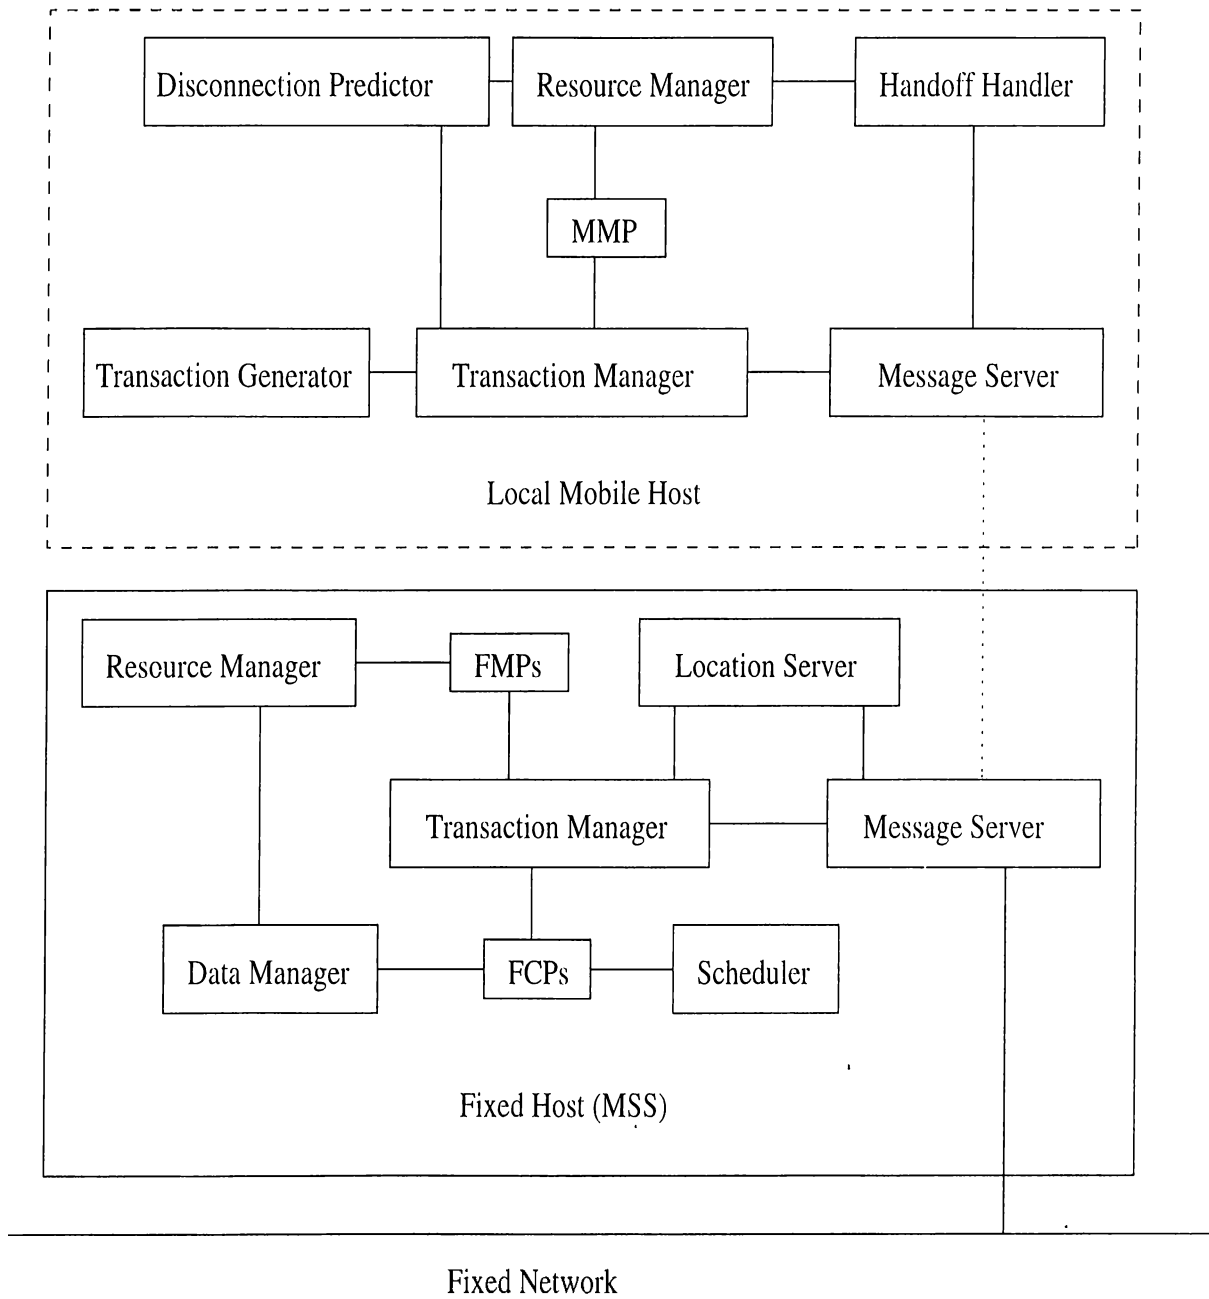 Disconnection Predictor
Resource Manager
Handoff Handler
MMP
Transaction Generator
Transaction Manager
Message Server
Local Mobile Host
Resource Manager
FMPs
Location Server
Transaction Manager
Message Server
Data Manager
FCPs
Scheduler
Fixed Host (MSS)
Fixed Network